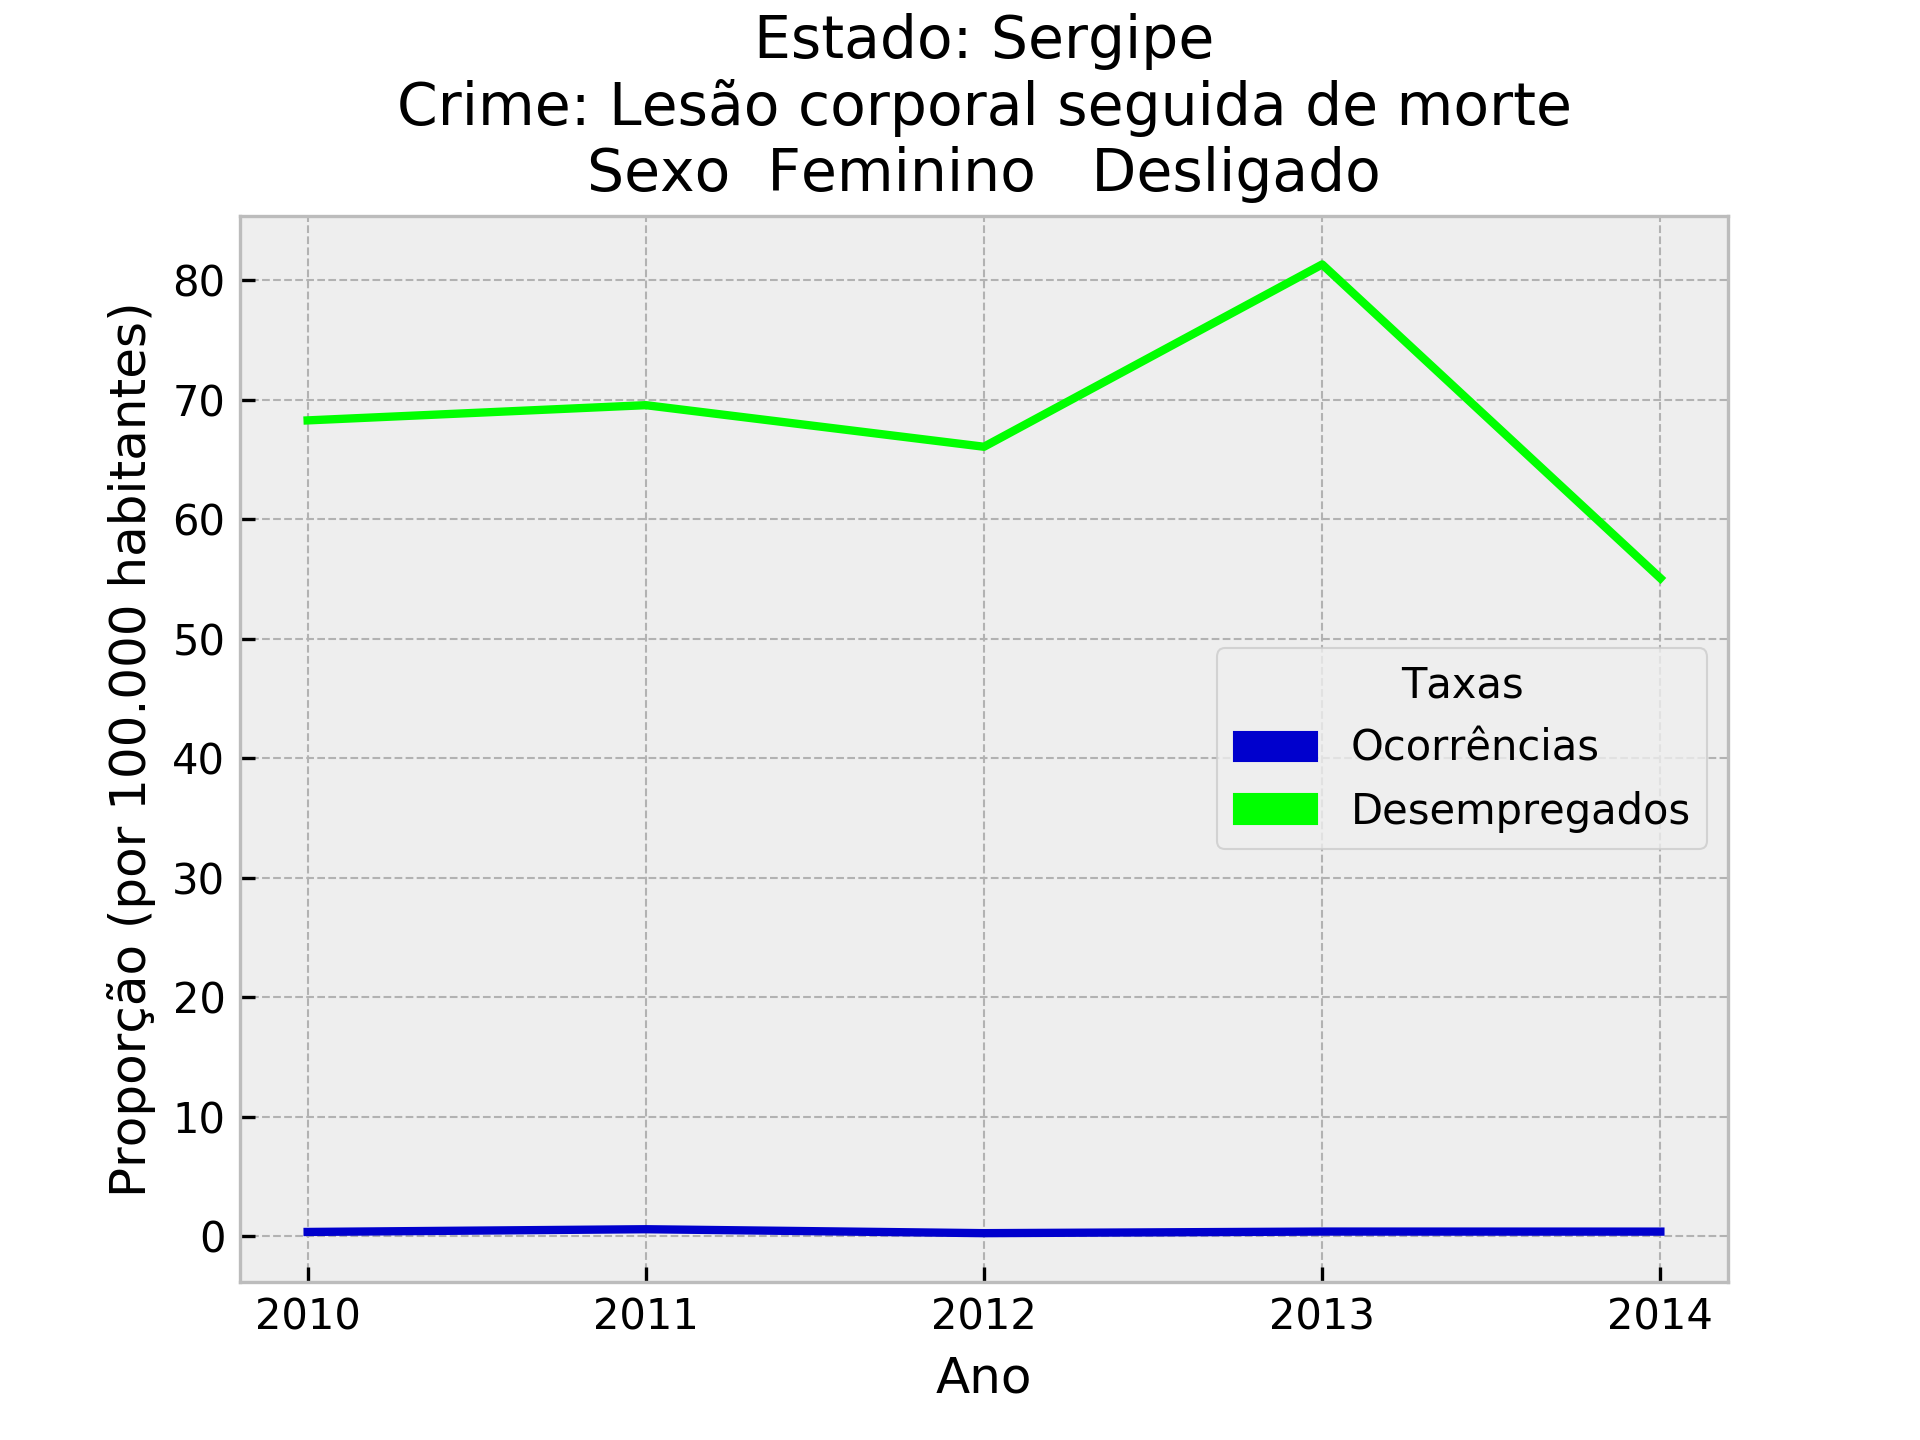 Estado: Sergipe
Crime: Lesão corporal seguida de morte
Sexo  Feminino   Desligado
Proporção (por 100.000 habitantes)
80
70
60
50
40
30
20
10
0
Taxas
Ocorrências
Desempregados
2010 2011 2012 2013 2014
Ano